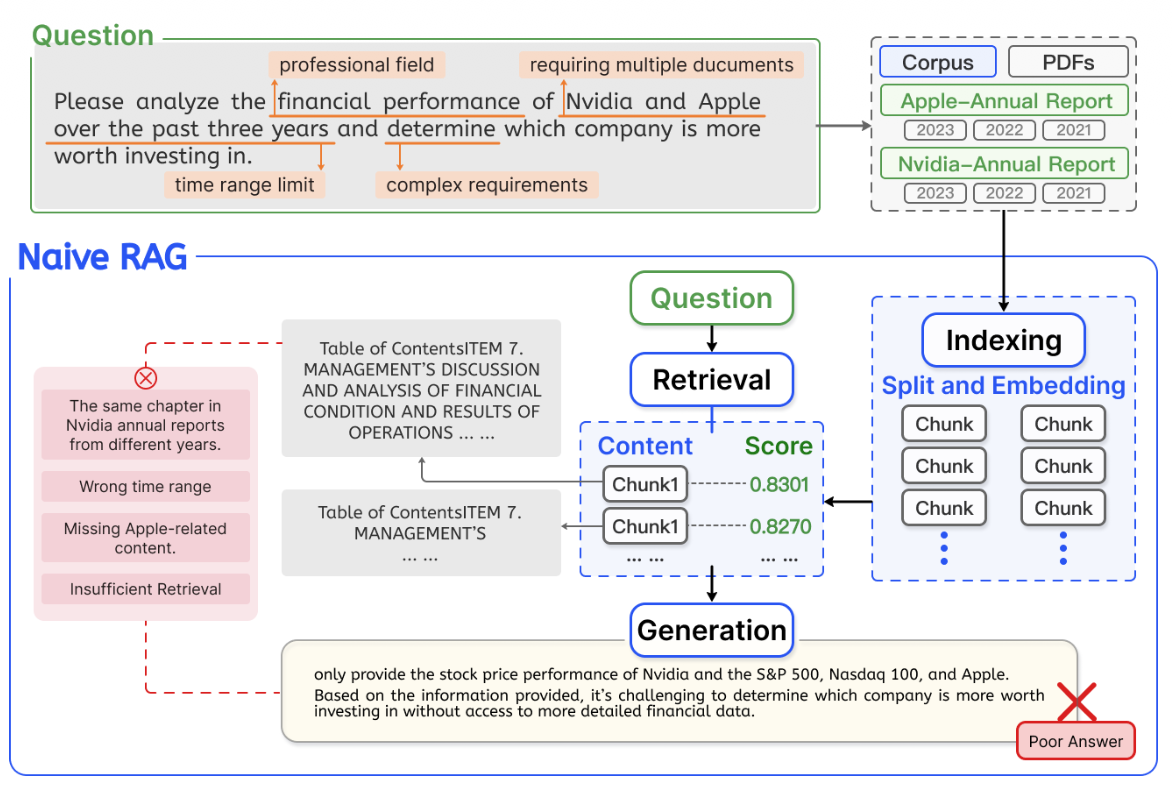 Question
professional field
requiring multiple ducuments
Please analyze the financial performance of Nvidia and Apple
over the past three years and determine which company is more
worth investing in.
time range limit
complex requirements
Corpus
PDFs
Apple-Annual Report
2023
2022
2021
Nvidia-Annual Report
2023
2022
2021
Naive RAG
Question
Retrieval
Content
Score
Chunk1
0.8301
Chunk1
0.8270
... ...
... ...
Indexing
Split and Embedding
Chunk
Chunk
Chunk
Chunk
Chunk
Chunk
Table of ContentsITEM 7.
MANAGEMENT'S DISCUSSION
AND ANALYSIS OF FINANCIAL
CONDITION AND RESULTS OF
OPERATIONS ... ...
Table of ContentsITEM 7.
MANAGEMENT'S
... ...
The same chapter in
Nvidia annual reports
from different years.
Wrong time range
Missing Apple-related
content.
Insufficient Retrieval
Generation
only provide the stock price performance of Nvidia and the S&P 500, Nasdaq 100, and Apple.
Based on the information provided, it's challenging to determine which company is more worth
investing in without access to more detailed financial data.
Poor Answer